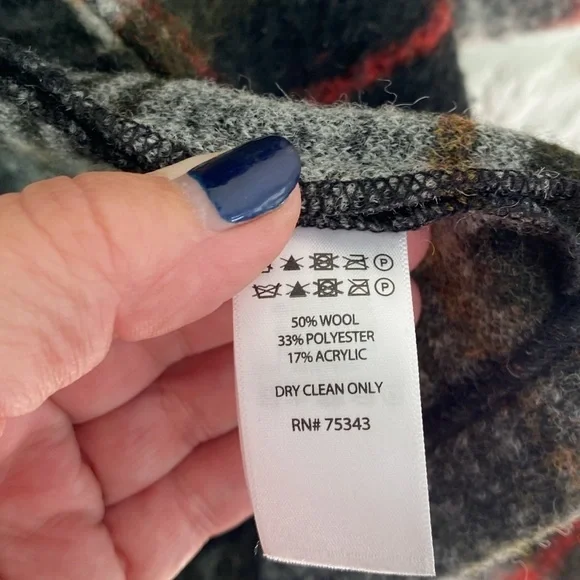 P
P
50% WOOL
33% POLYESTER
17% ACRYLIC
DRY CLEAN ONLY
RN# 75343